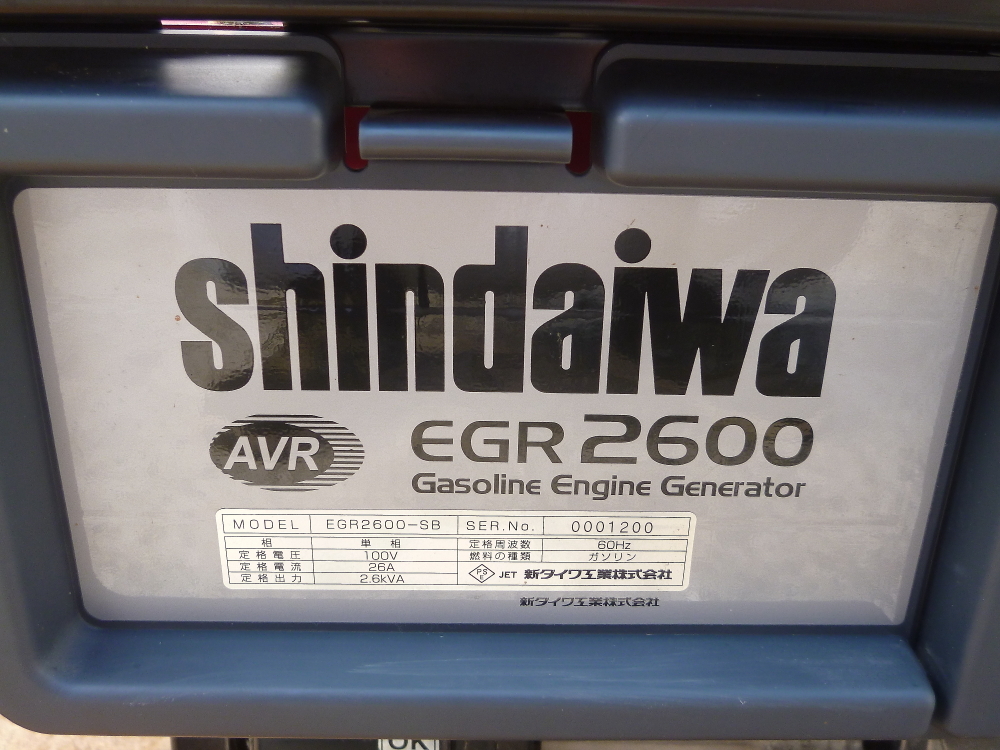 shindaiwa
AVR EGR2600
Gasoline Engine Generator
MODEL EGR2600-SB SER.No. 0001200
相 単相 定格周波数 60Hz
定格電圧 100V 燃料の種類 ガソリン
定格電流 26A
定格出力 2.6kVA
PSE JET 新ダイワ工業株式会社
新ダイワ工業株式会社